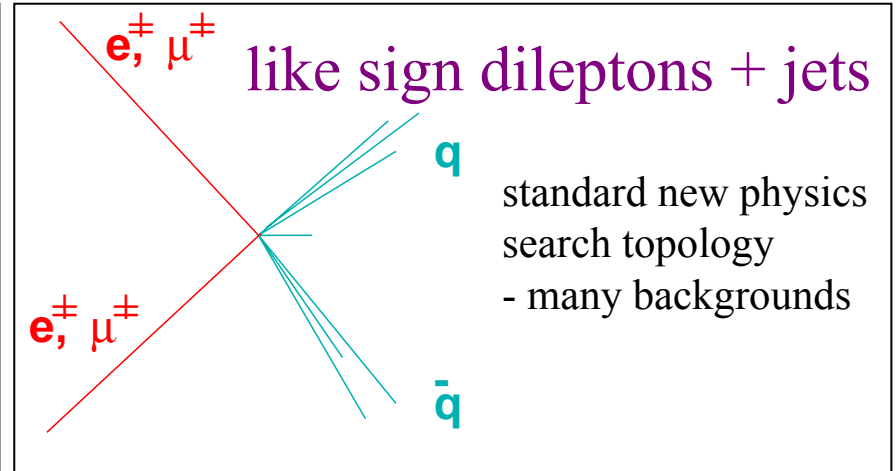 e,∓ μ∓
like sign dileptons + jets
q
standard new physics
search topology
- many backgrounds
e,∓ μ∓
q̄